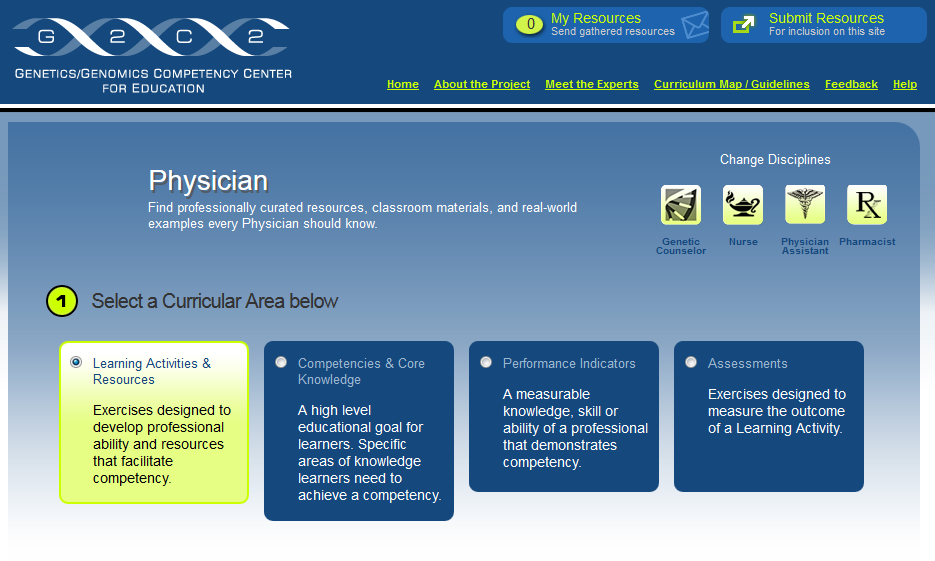 G 2 C 2
GENETICS/GENOMICS COMPETENCY CENTER
FOR EDUCATION
0
My Resources
Send gathered resources
Submit Resources
For inclusion on this site
Home About the Project Meet the Experts Curriculum Map / Guidelines Feedback Help
Physician
Find professionally curated resources, classroom materials, and real-world
examples every Physician should know.
Change Disciplines
Rx
Genetic
Counselor
Nurse
Physician
Assistant
Pharmacist
1 Select a Curricular Area below
Learning Activities &
Resources
Exercises designed to
develop professional
ability and resources
that facilitate
competency.
Competencies & Core
Knowledge
A high level
educational goal for
learners. Specific
areas of knowledge
learners need to
achieve a competency.
Performance Indicators
A measurable
knowledge, skill or
ability of a professional
that demonstrates
competency.
Assessments
Exercises designed to
measure the outcome
of a Learning Activity.